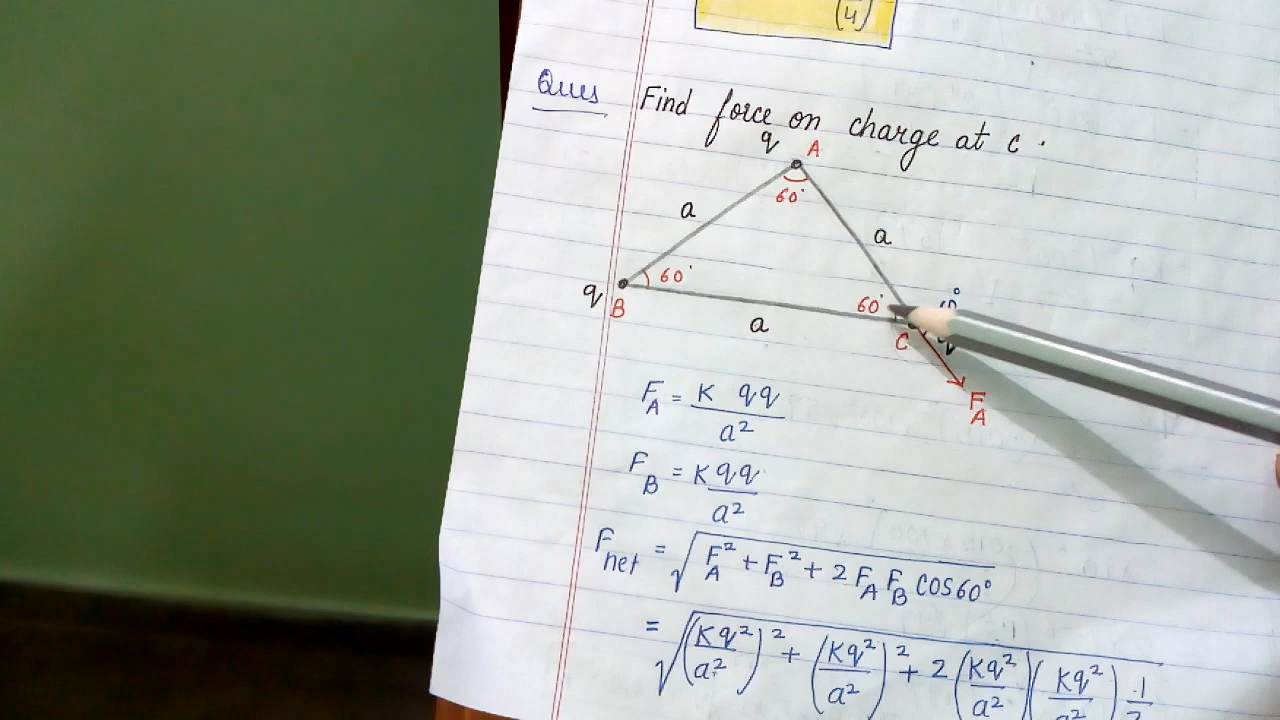 (4)
Ques Find force on charge at C.
q A
60°
a
a
q B 60°
60°
a
C
F_A
F_A = K qq / a²
F_B = K qq / a²
F_net = √(F_A² + F_B² + 2 F_A F_B COS60°)
= √((Kq²/a²)² + (Kq²/a²)² + 2 (Kq²/a²)(Kq²/a²) 1/2